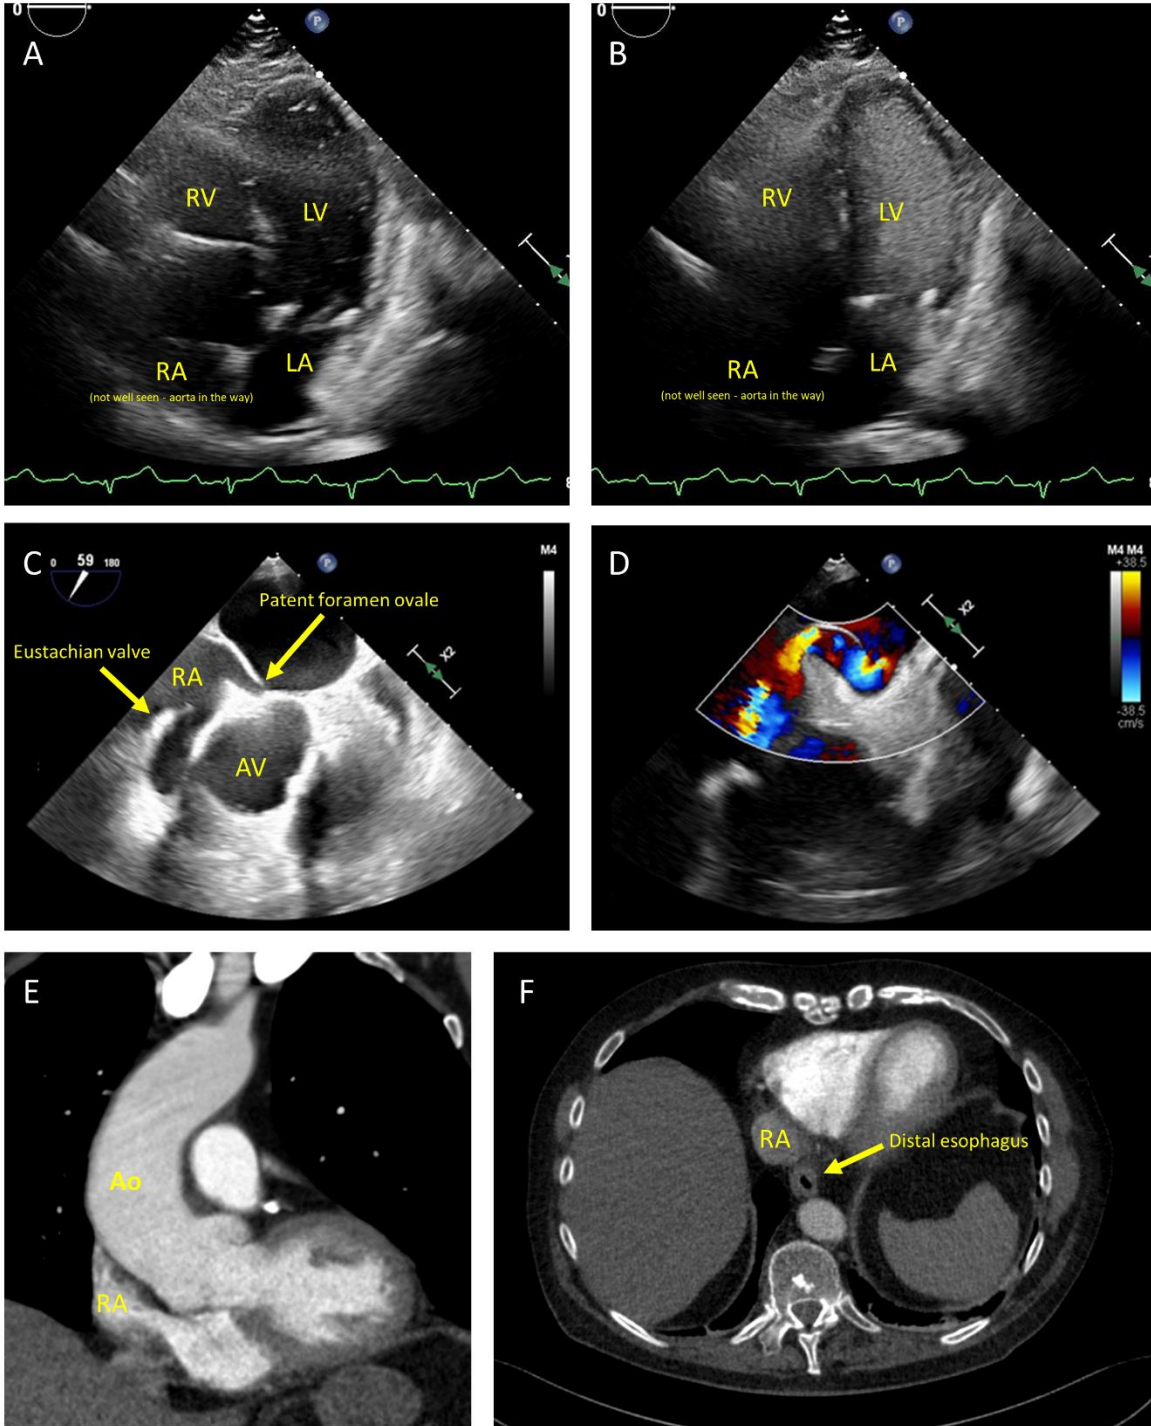 0
A
P
RV
LV
RA
(not well seen - aorta in the way)
LA
0
B
P
RV
LV
RA
(not well seen - aorta in the way)
LA
C
0 59 180
P
M4
Patent foramen ovale
Eustachian valve
RA
X2
AV
D
P
M4 M4
+38.5
X2
-38.5
cm/s
E
Ao
RA
F
RA
Distal esophagus